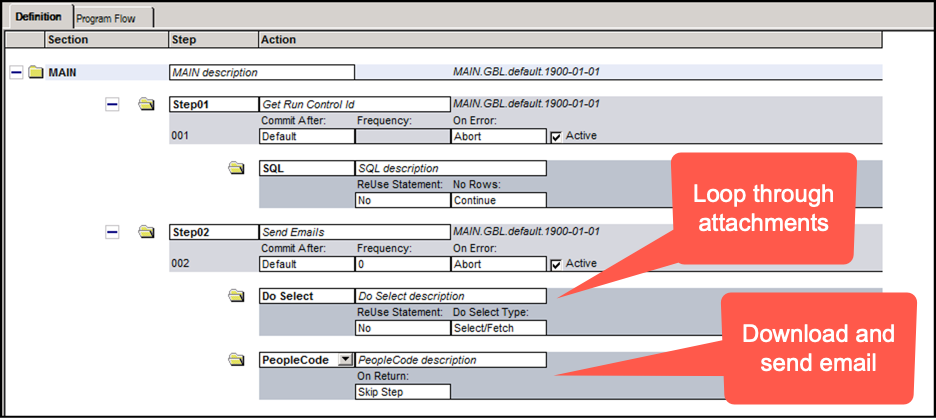 Definition Program Flow
Section Step Action
MAIN MAIN description MAIN.GBL.default.1900-01-01
Step01 Get Run Control Id MAIN.GBL.default.1900-01-01
Commit After: Frequency: On Error:
001 Default Abort Active
SQL SQL description
ReUse Statement: No Rows:
No Continue
Loop through
attachments
Step02 Send Emails MAIN.GBL.default.1900-01-01
Commit After: Frequency: On Error:
002 Default 0 Abort Active
Do Select Do Select description
ReUse Statement: Do Select Type:
No Select/Fetch
Download and
send email
PeopleCode PeopleCode description
On Return:
Skip Step